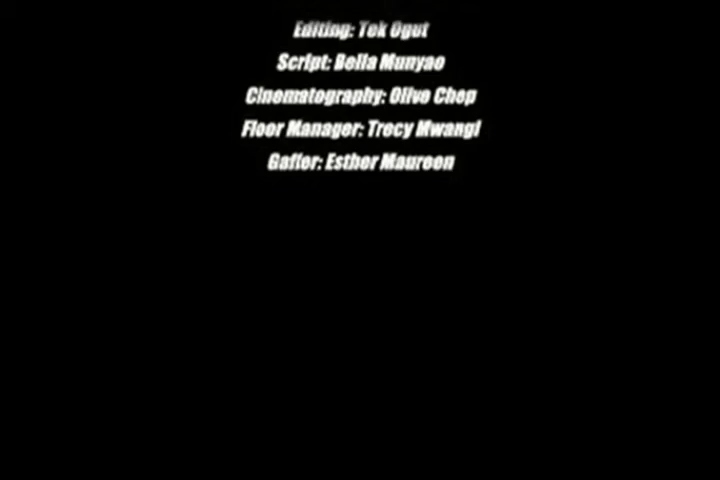 Editing: Tek Ogut
Script: Bella Munyao
Cinematography: Olive Chep
Floor Manager: Trecy Mwangi
Gaffer: Esther Maureen